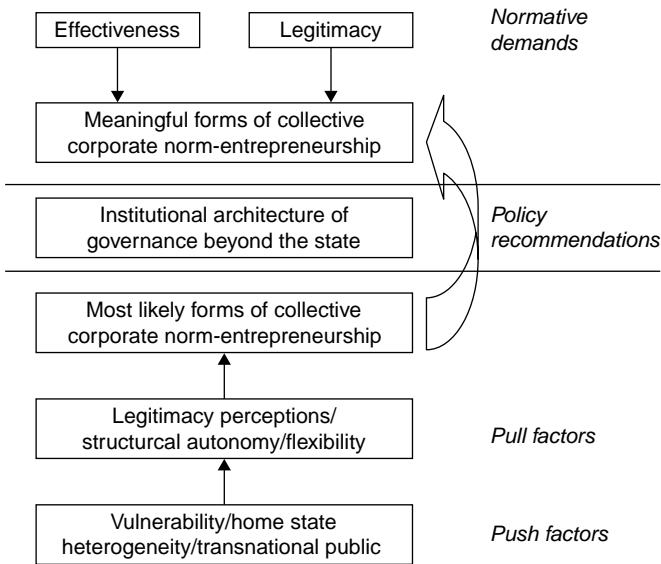 Effectiveness
Legitimacy
Normative
demands
Meaningful forms of collective
corporate norm-entrepreneurship
Institutional architecture of
governance beyond the state
Policy
recommendations
Most likely forms of collective
corporate norm-entrepreneurship
Legitimacy perceptions/
structurcal autonomy/flexibility
Pull factors
Vulnerability/home state
heterogeneity/transnational public
Push factors